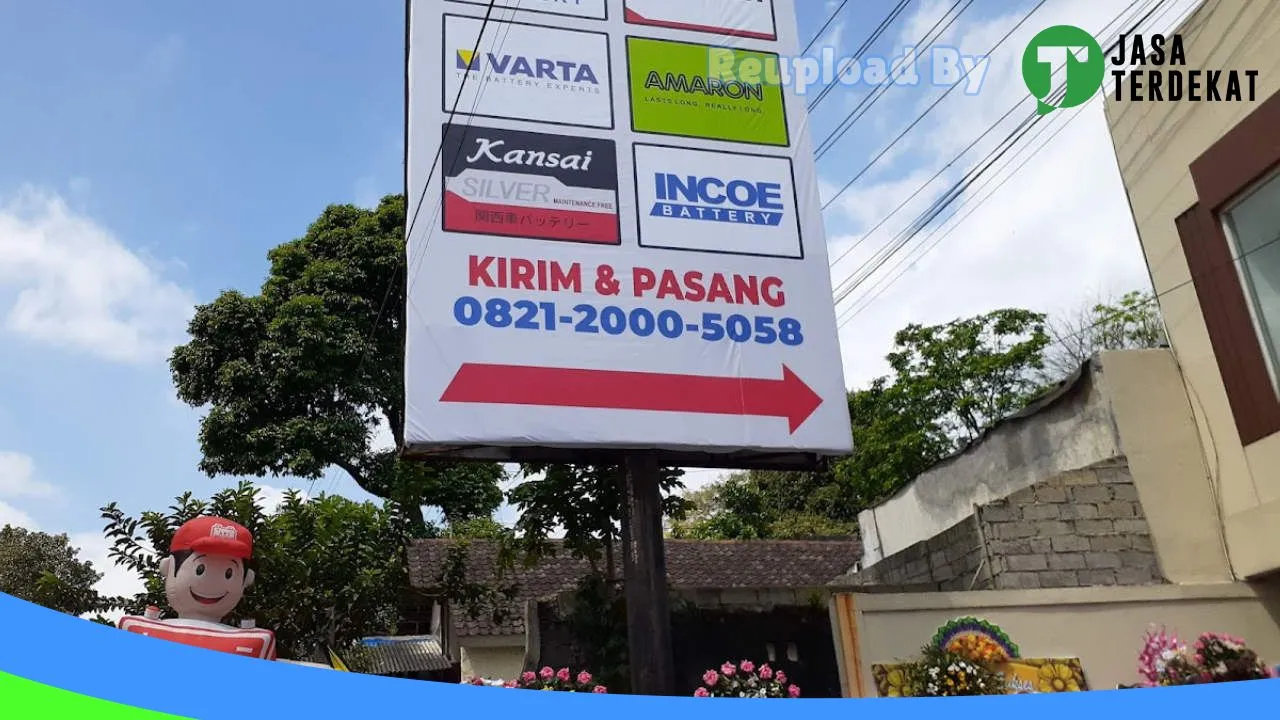 VARTA
THE BATTERY EXPERTS
AMARON
LASTS LONG, REALLY LONG
Kansai
SILVER
MAINTENANCE FREE
関西車バッテリー
INCOE
BATTERY
KIRIM & PASANG
0821-2000-5058
Reupload By
JASA
TERDEKAT